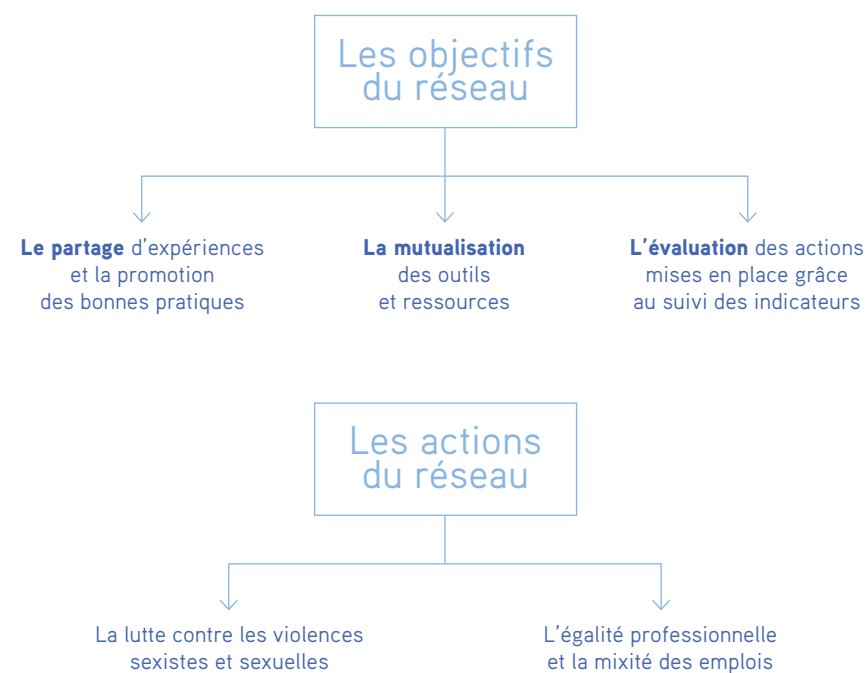 Les objectifs
du réseau
Le partage d'expériences
et la promotion
des bonnes pratiques
La mutualisation
des outils
et ressources
L'évaluation des actions
mises en place grâce
au suivi des indicateurs
Les actions
du réseau
La lutte contre les violences
sexistes et sexuelles
L'égalité professionnelle
et la mixité des emplois